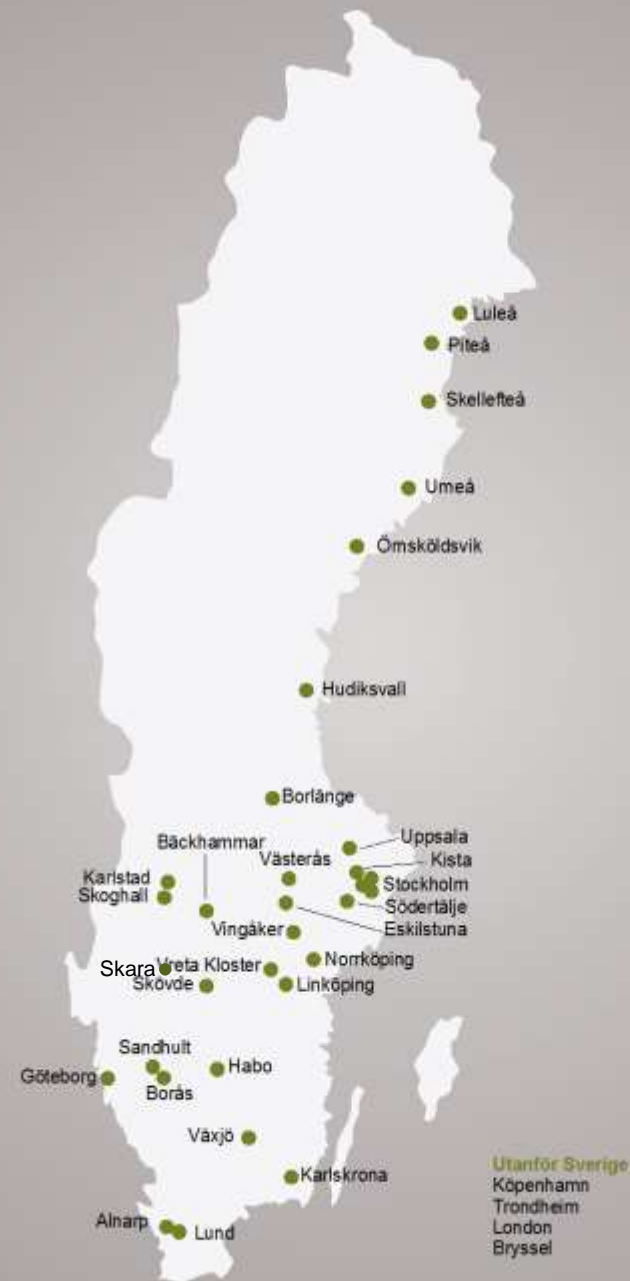 Luleå
Piteå
Skellefteå
Umeå
Örnsköldsvik
Hudiksvall
Borlänge
Uppsala
Bäckhammar
Västerås
Kista
Karlstad
Stockholm
Skoghall
Södertälje
Eskilstuna
Vingåker
Norrköping
Skara
Vreta Kloster
Skövde
Linköping
Sandhult
Habo
Göteborg
Borås
Växjö
Karlskrona
Alnarp
Lund
Utanför Sverige
Köpenhamn
Trondheim
London
Bryssel